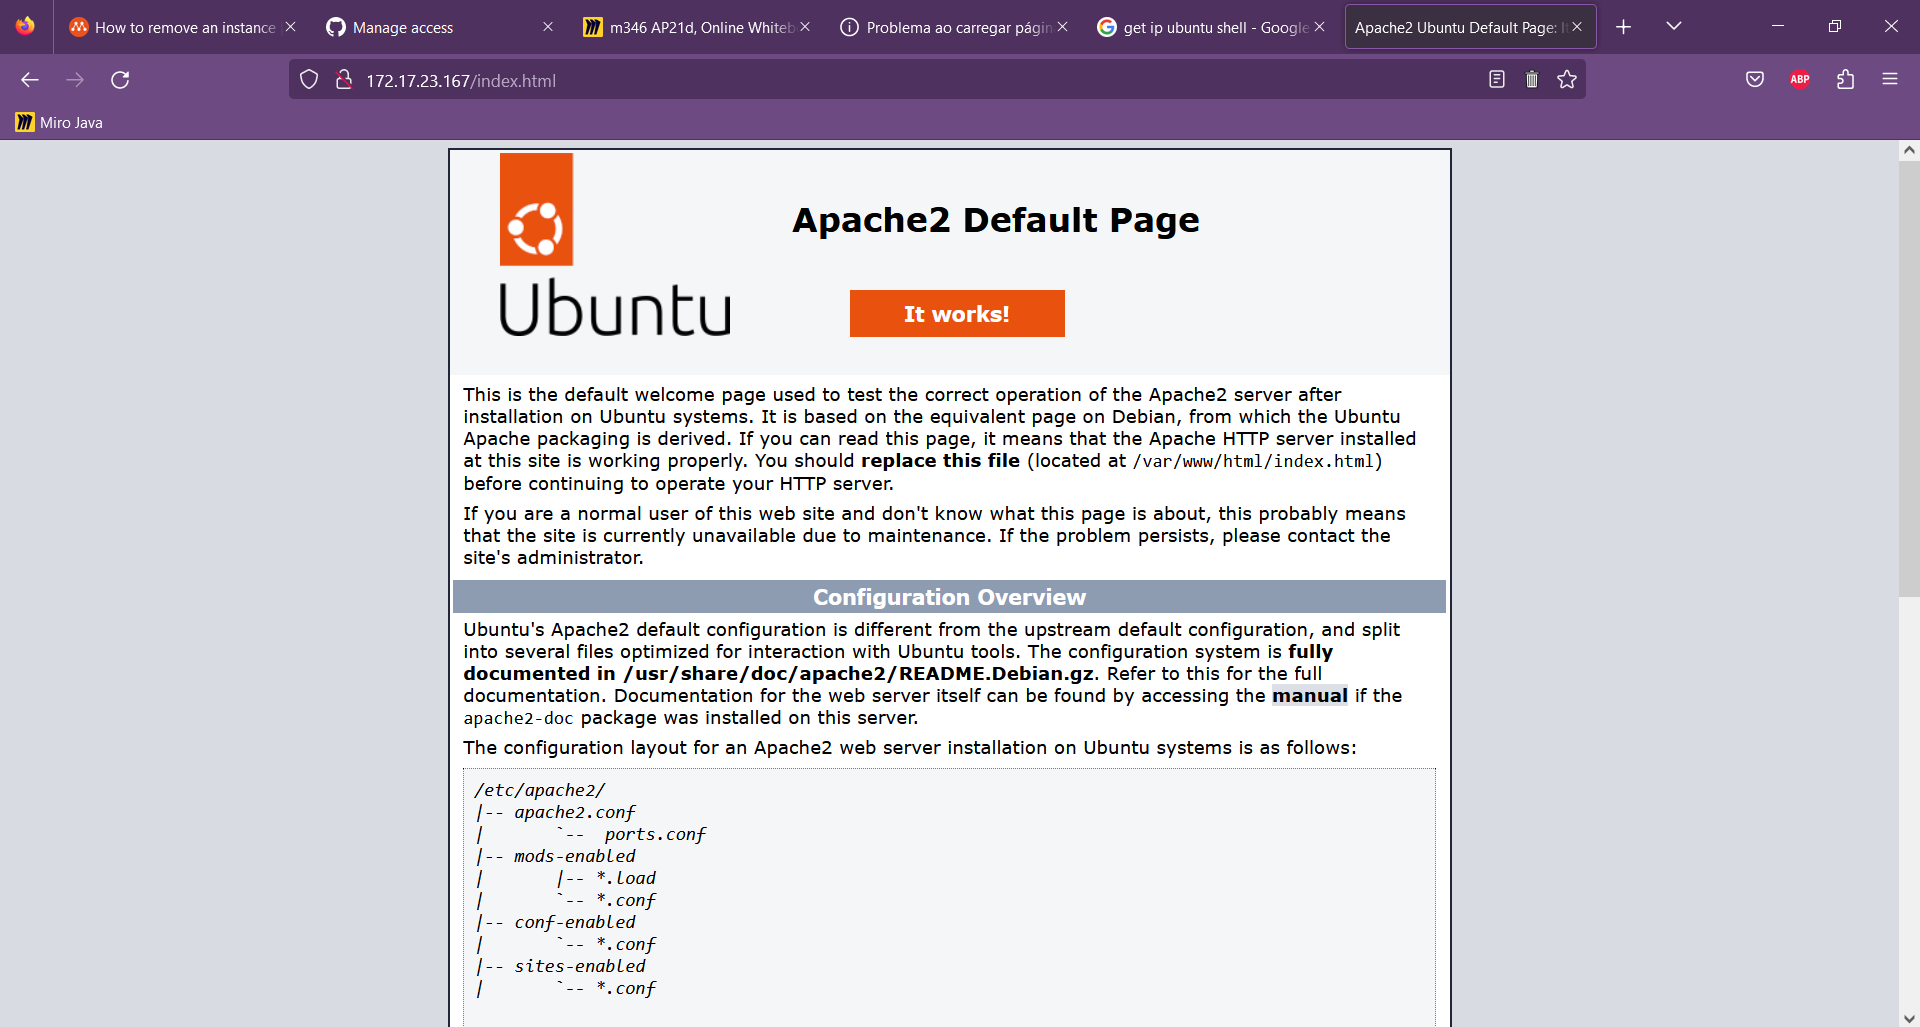 How to remove an instance
Manage access
m346 AP21d, Online Whiteb
Problema ao carregar págin
get ip ubuntu shell - Google
Apache2 Ubuntu Default Page: It
172.17.23.167/index.html
ABP
Miro Java
Ubuntu
Apache2 Default Page
It works!
This is the default welcome page used to test the correct operation of the Apache2 server after
installation on Ubuntu systems. It is based on the equivalent page on Debian, from which the Ubuntu
Apache packaging is derived. If you can read this page, it means that the Apache HTTP server installed
at this site is working properly. You should replace this file (located at /var/www/html/index.html)
before continuing to operate your HTTP server.
If you are a normal user of this web site and don't know what this page is about, this probably means
that the site is currently unavailable due to maintenance. If the problem persists, please contact the
site's administrator.
Configuration Overview
Ubuntu's Apache2 default configuration is different from the upstream default configuration, and split
into several files optimized for interaction with Ubuntu tools. The configuration system is fully
documented in /usr/share/doc/apache2/README.Debian.gz. Refer to this for the full
documentation. Documentation for the web server itself can be found by accessing the manual if the
apache2-doc package was installed on this server.
The configuration layout for an Apache2 web server installation on Ubuntu systems is as follows:
/etc/apache2/
|-- apache2.conf
|       `--  ports.conf
|-- mods-enabled
|       |-- *.load
|       `-- *.conf
|-- conf-enabled
|       `-- *.conf
|-- sites-enabled
|       `-- *.conf